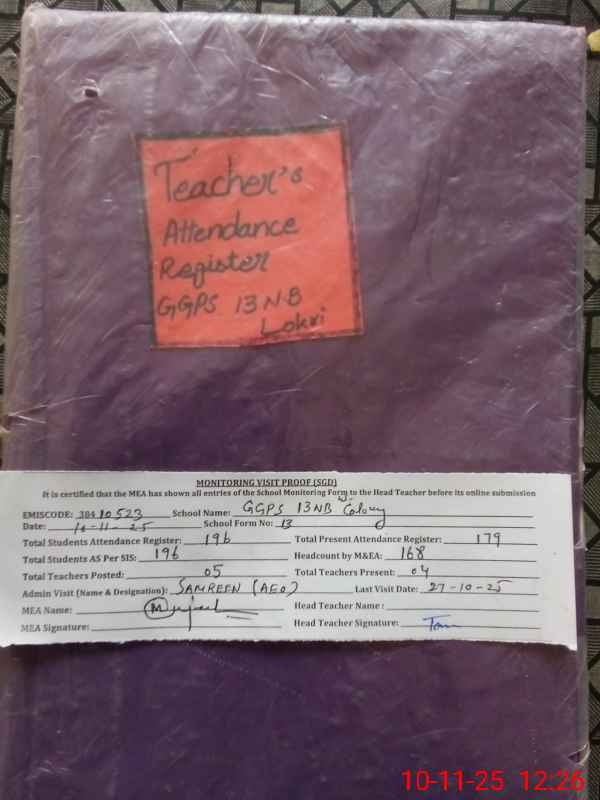 Teacher's
Attendance
Register
GGPS 13 NB
Lokri
MONITORING VISIT PROOF (SGD)
It is certified that the MEA has shown all entries of the School Monitoring Form to the Head Teacher before its online submission
EMISCODE: 38410523 School Name: GGPS 13 NB Colony
Date: 10-11-25 School Form No: 13
Total Students Attendance Register: 196 Total Present Attendance Register: 179
Total Students AS Per SIS: 196 Headcount by M&EA: 168
Total Teachers Posted: 05 Total Teachers Present: 04
Admin Visit (Name & Designation): SAMREEN (AEO) Last Visit Date: 27-10-25
MEA Name: Head Teacher Name:
MEA Signature: Head Teacher Signature:
10-11-25 12:26